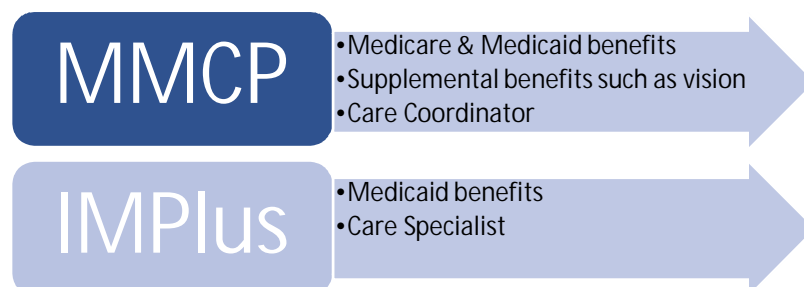 MMCP
•Medicare & Medicaid benefits
•Supplemental benefits such as vision
•Care Coordinator
IMPlus
•Medicaid benefits
•Care Specialist